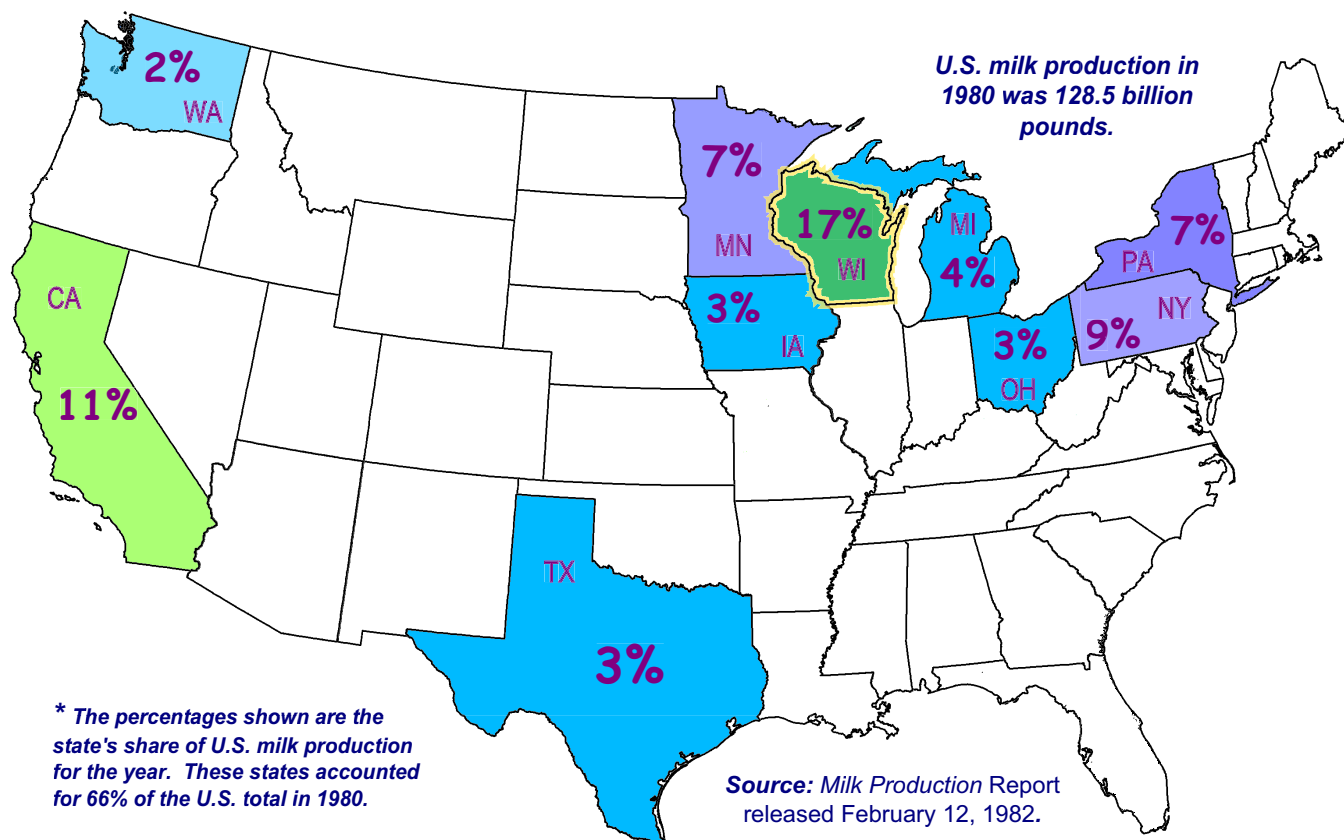 2%
WA
U.S. milk production in
1980 was 128.5 billion
pounds.
7%
MN
17%
WI
MI
4%
7%
PA
NY
9%
3%
IA
3%
OH
CA
11%
TX
3%
* The percentages shown are the
state's share of U.S. milk production
for the year. These states accounted
for 66% of the U.S. total in 1980.
Source: Milk Production Report
released February 12, 1982.